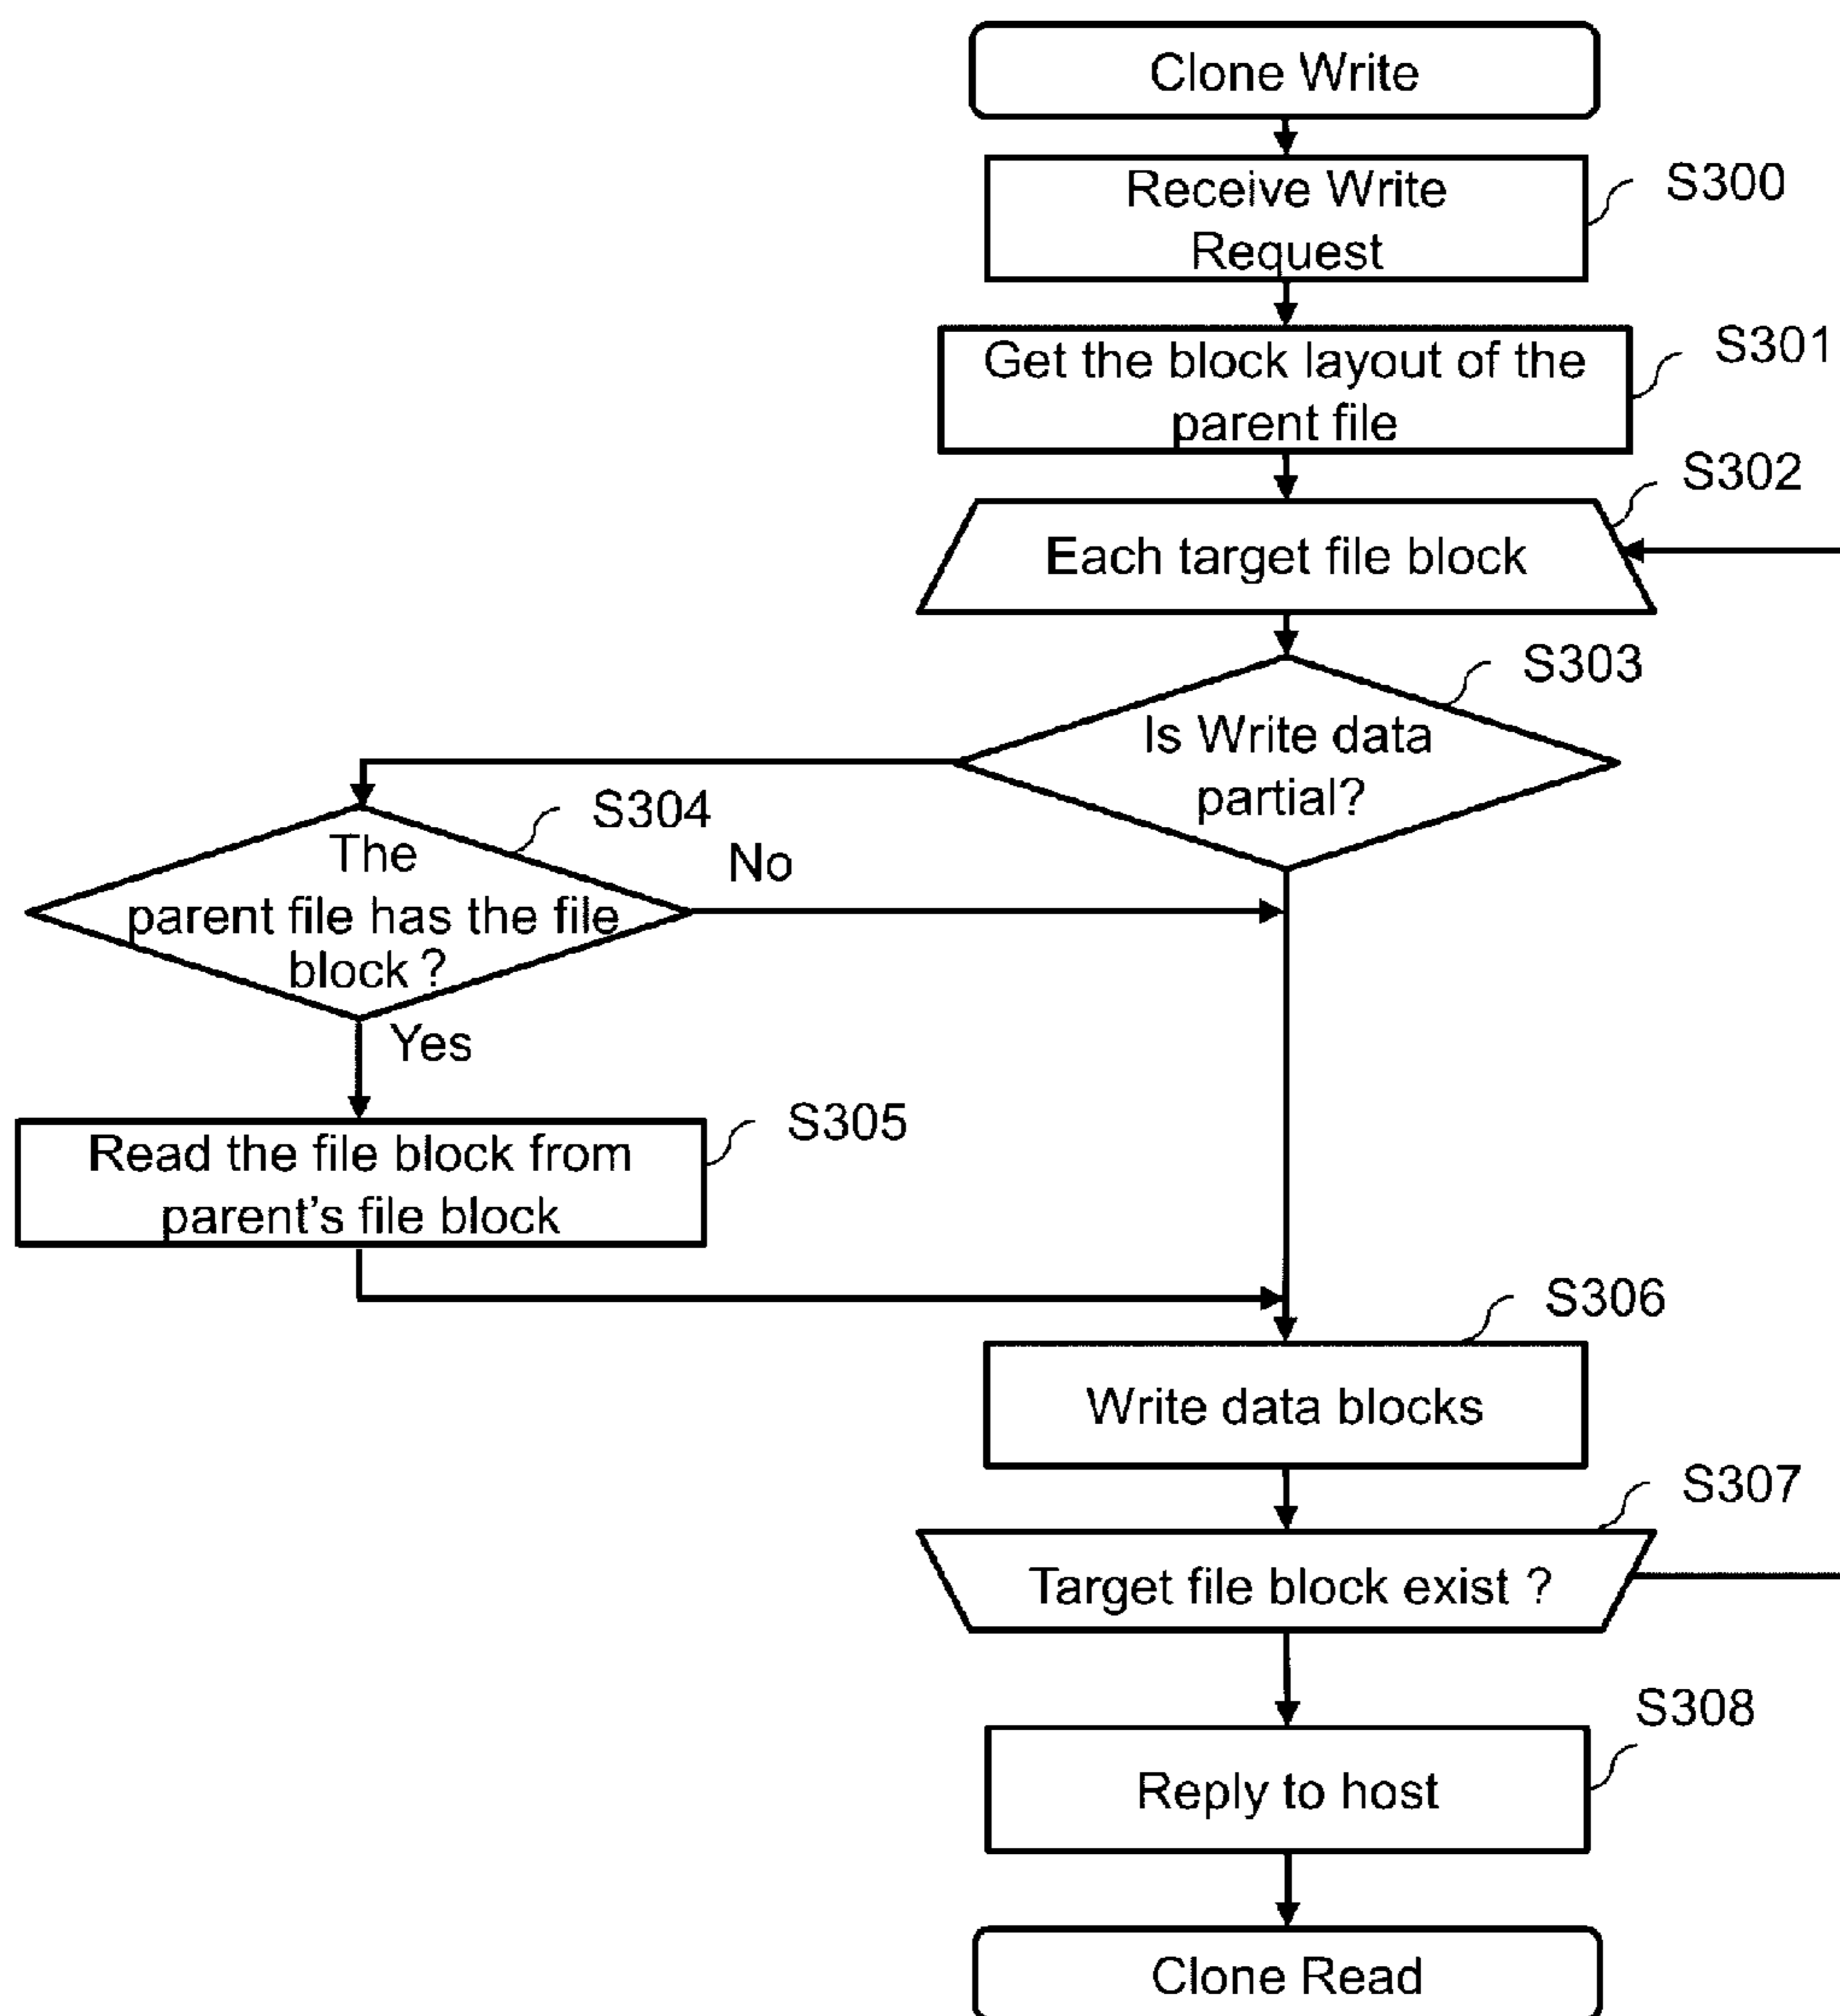 Clone Write
Receive Write
Request
S300
Get the block layout of the
parent file
S301
Each target file block
S302
Is Write data
partial?
S303
The
parent file has the file
block ?
S304
No
Yes
Read the file block from
parent's file block
S305
Write data blocks
S306
Target file block exist ?
S307
Reply to host
S308
Clone Read